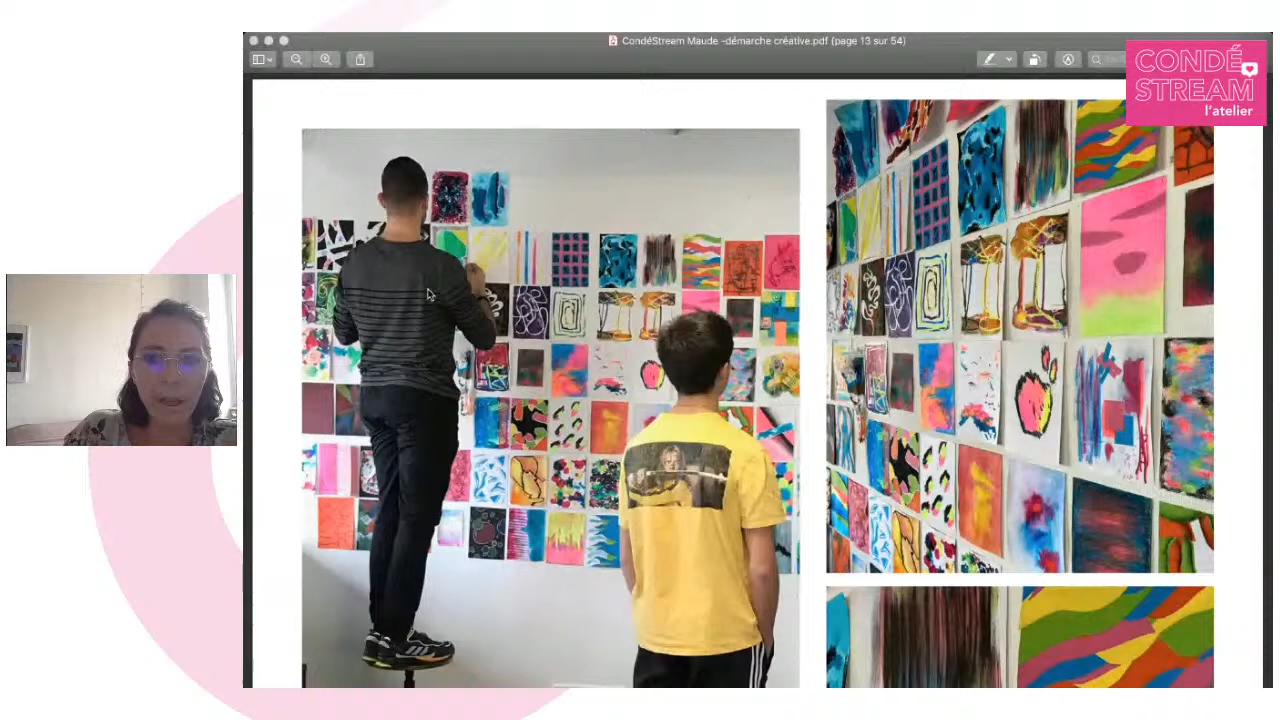 CondéStream Maude -démarche créative.pdf (page 13 sur 54)
CONDÉ
STREAM
l'atelier